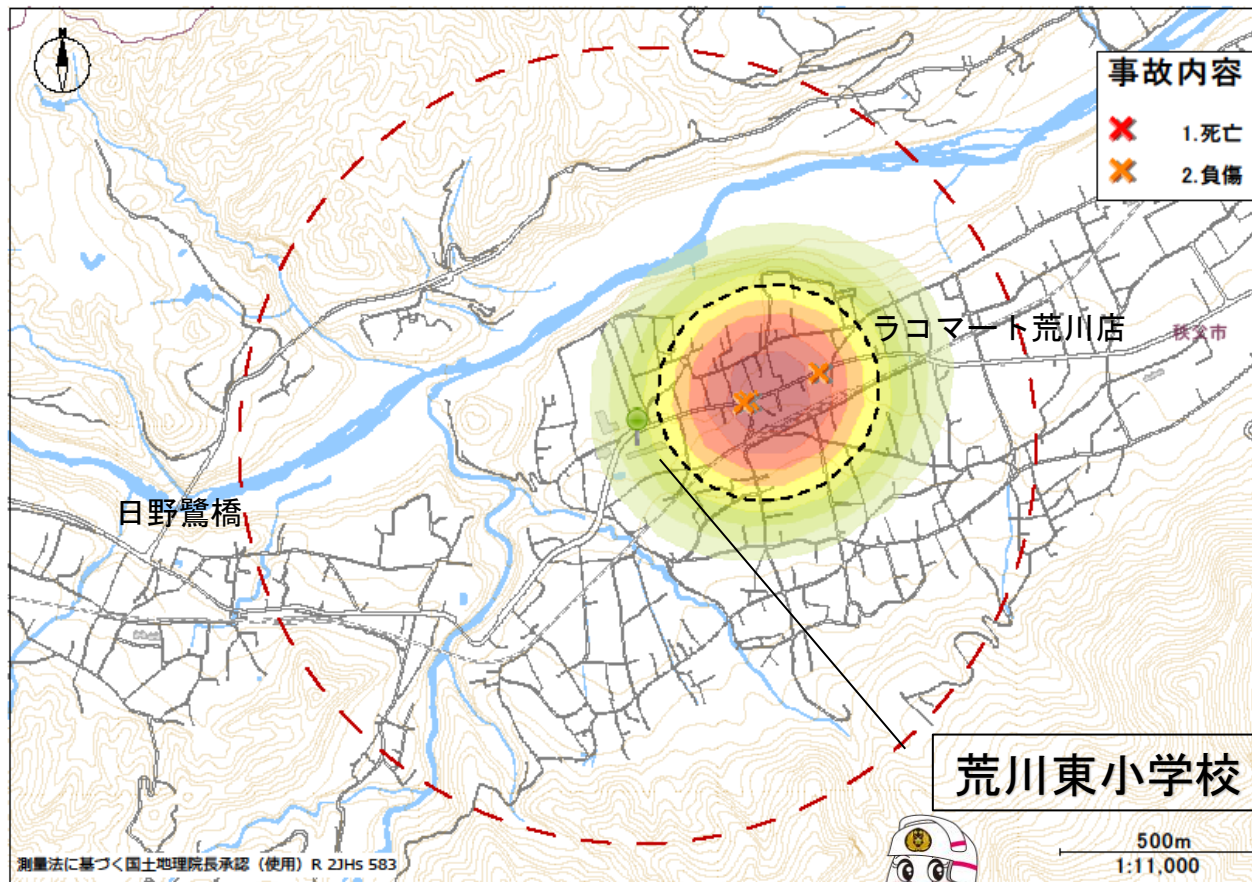 N
事故内容
1.死亡
2.負傷
ラコマート荒川店
秩父市
日野鷺橋
荒川東小学校
500m
1:11,000
測量法に基づく国土地理院長承認（使用）R 2JHs 583